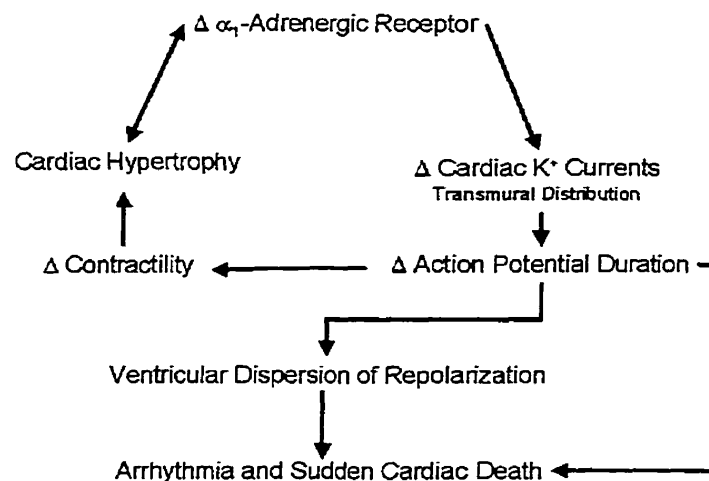 Δ α₁-Adrenergic Receptor
Cardiac Hypertrophy
Δ Cardiac K⁺ Currents
Transmural Distribution
Δ Contractility
Δ Action Potential Duration
Ventricular Dispersion of Repolarization
Arrhythmia and Sudden Cardiac Death